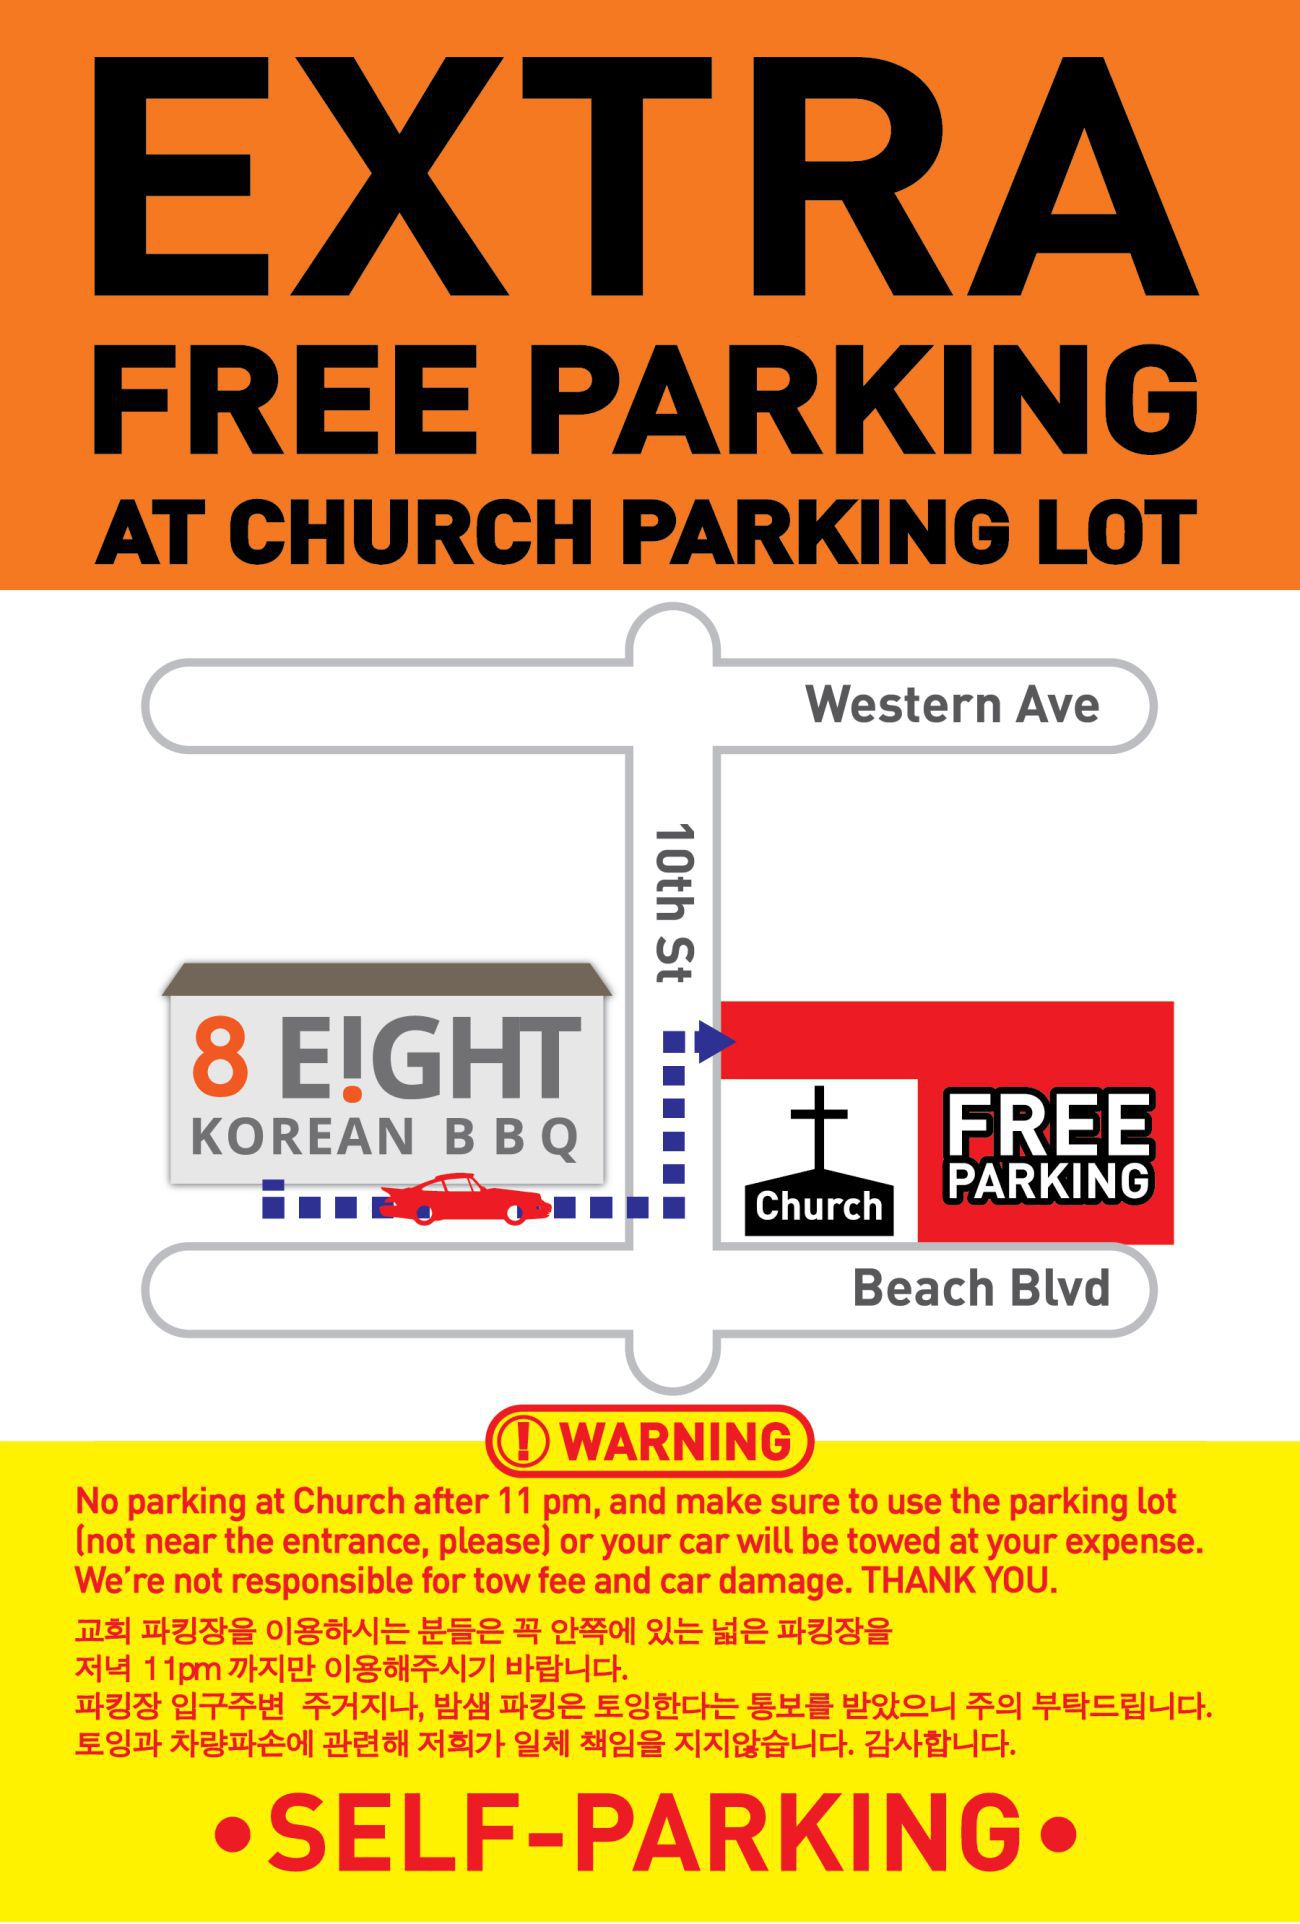 EXTRA
FREE PARKING
AT CHURCH PARKING LOT
Western Ave
10th St
8 E!GHT
KOREAN BBQ
FREE
PARKING
Church
Beach Blvd
! WARNING
No parking at Church after 11 pm, and make sure to use the parking lot
(not near the entrance, please) or your car will be towed at your expense.
We're not responsible for tow fee and car damage. THANK YOU.
교회 파킹장을 이용하시는 분들은 꼭 안쪽에 있는 넓은 파킹장을
저녁 11pm 까지만 이용해주시기 바랍니다.
파킹장 입구주변 주거지나, 밤샘 파킹은 토잉한다는 통보를 받았으니 주의 부탁드립니다.
토잉과 차량파손에 관련해 저희가 일체 책임을 지지않습니다. 감사합니다.
•SELF-PARKING•